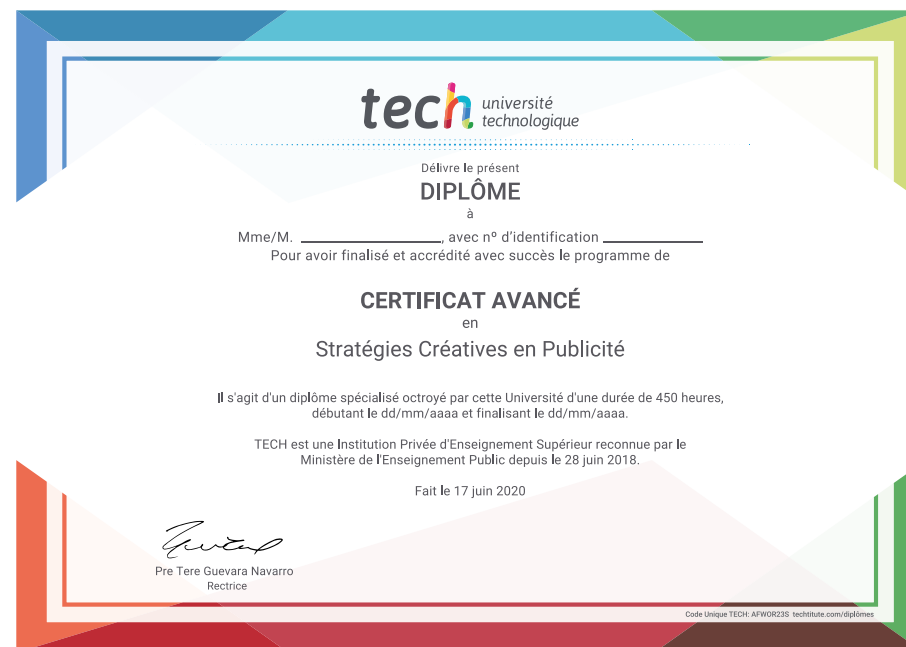 tech université
technologique
Délivre le présent
DIPLÔME
à
Mme/M. ____________________, avec nº d'identification ______________
Pour avoir finalisé et accrédité avec succès le programme de
CERTIFICAT AVANCÉ
en
Stratégies Créatives en Publicité
Il s'agit d'un diplôme spécialisé octroyé par cette Université d'une durée de 450 heures,
débutant le dd/mm/aaaa et finalisant le dd/mm/aaaa.
TECH est une Institution Privée d'Enseignement Supérieur reconnue par le
Ministère de l'Enseignement Public depuis le 28 juin 2018.
Fait le 17 juin 2020
Pre Tere Guevara Navarro
Rectrice
Code Unique TECH: AFWOR23S techtitute.com/diplômes